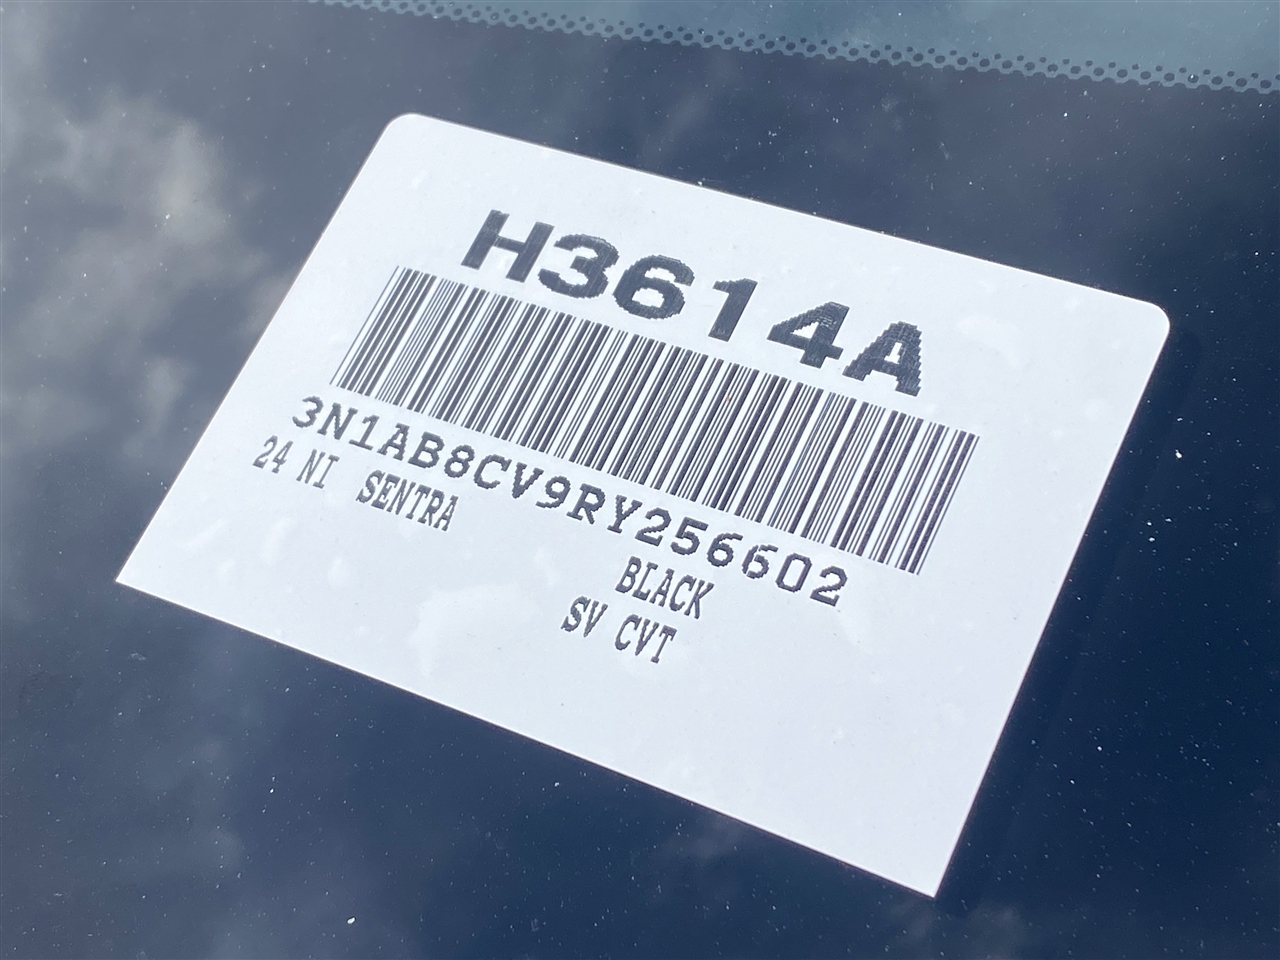 H3614A
3N1AB8CV9RY256602
24 NI SENTRA
BLACK
SV CVT